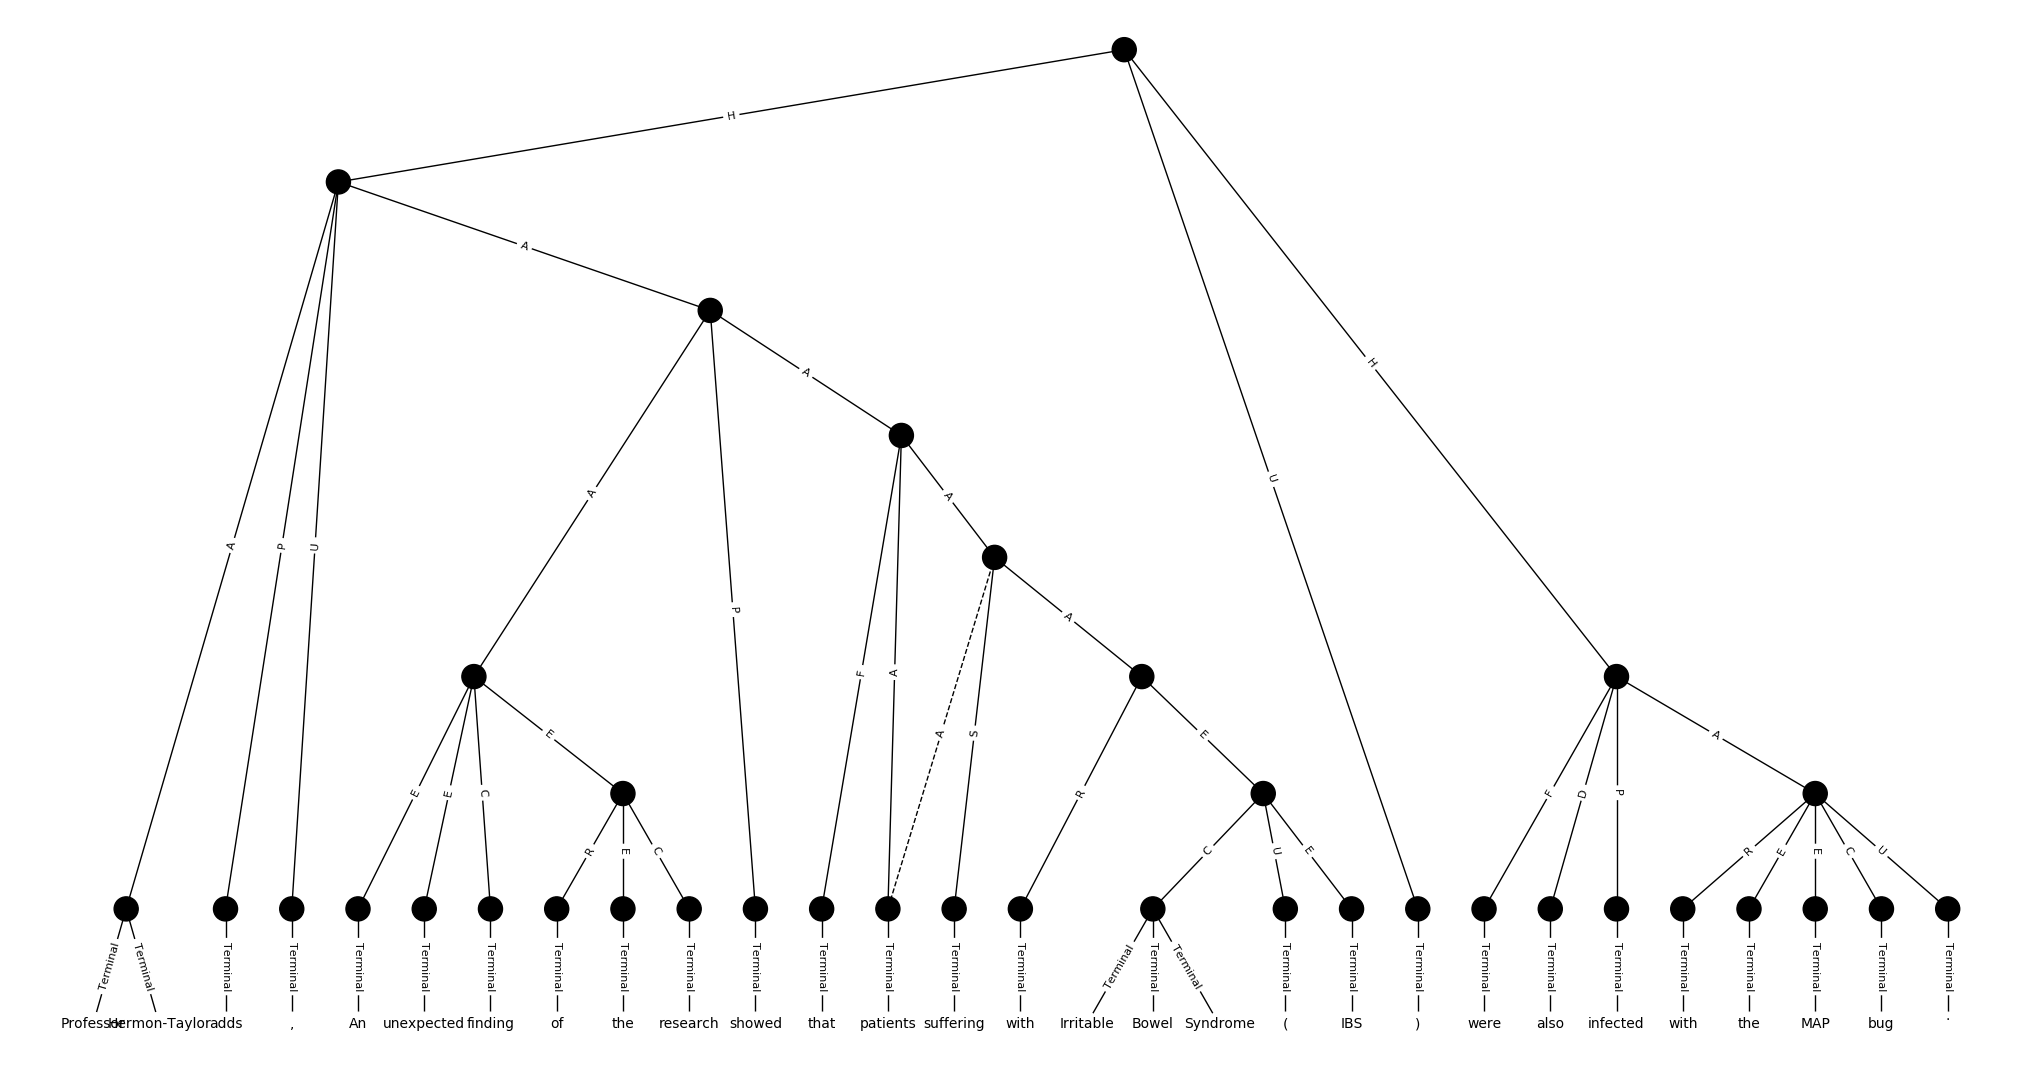 H
A
A
H
A
A
U
A
A
P
U
P
A
F
A
E
A
S
E
A
E
E
C
R
F
D
P
R
E
C
C
U
E
R
E
E
C
U
Terminal Terminal Terminal Terminal Terminal Terminal Terminal Terminal Terminal Terminal Terminal Terminal Terminal Terminal Terminal Terminal Terminal Terminal Terminal Terminal Terminal Terminal Terminal Terminal Terminal Terminal Terminal Terminal Terminal Terminal
Professor Hermon-Taylor adds , An unexpected finding of the research showed that patients suffering with Irritable Bowel Syndrome ( IBS ) were also infected with the MAP bug .